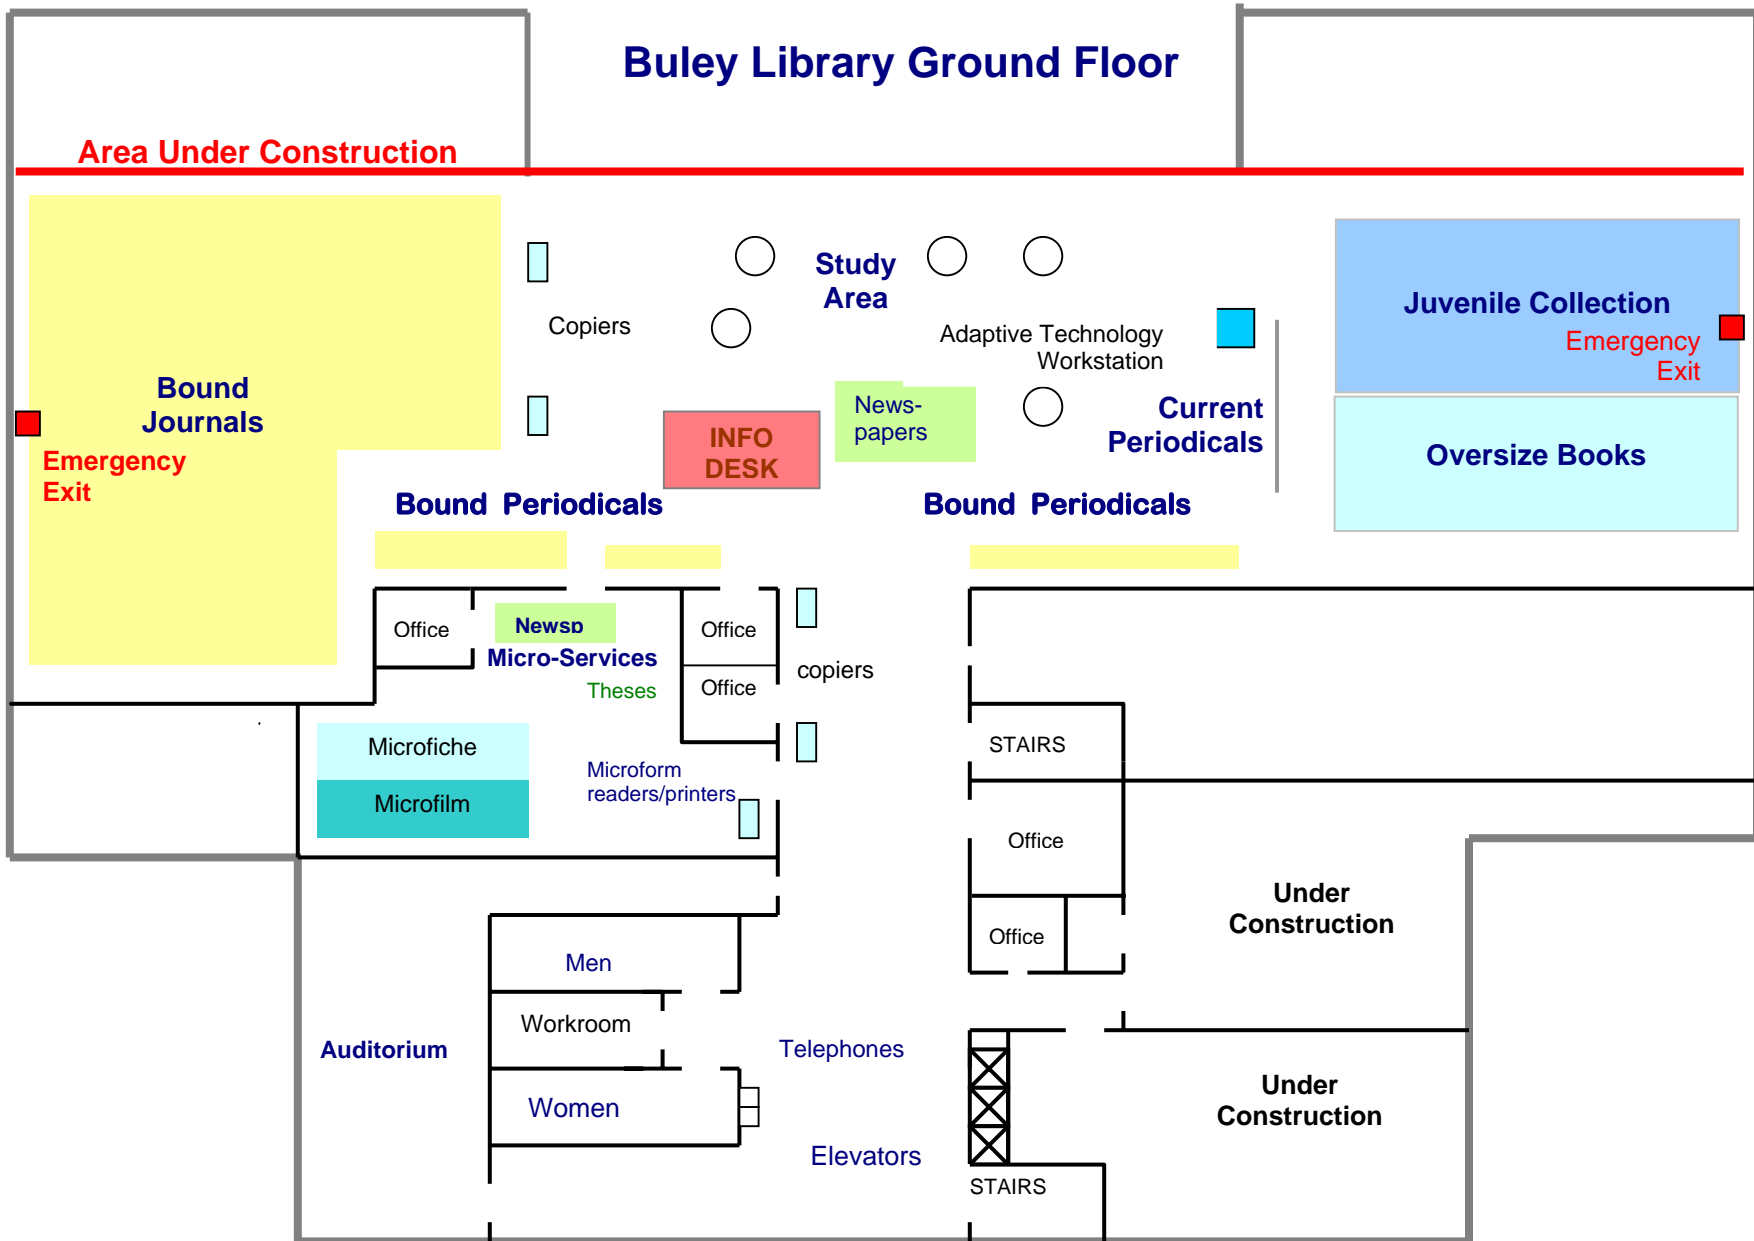 Buley Library Ground Floor
Area Under Construction
Study
Area
Copiers
Adaptive Technology
Workstation
Juvenile Collection
Emergency
Exit
Bound
Journals
Emergency
Exit
INFO
DESK
News-
papers
Current
Periodicals
Oversize Books
Bound Periodicals
Bound Periodicals
Office
Newsp
Office
Micro-Services
Theses
Office
copiers
Microfiche
Microfilm
Microform
readers/printers
STAIRS
Office
Office
Under
Construction
Men
Workroom
Women
Auditorium
Telephones
Elevators
Under
Construction
STAIRS